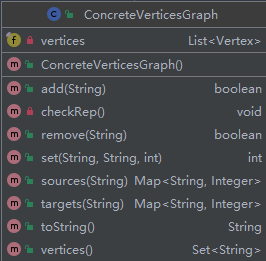 C ConcreteVerticesGraph
f vertices List<Vertex>
m ConcreteVerticesGraph()
m add(String) boolean
m checkRep() void
m remove(String) boolean
m set(String, String, int) int
m sources(String) Map<String, Integer>
m targets(String) Map<String, Integer>
m toString() String
m vertices() Set<String>